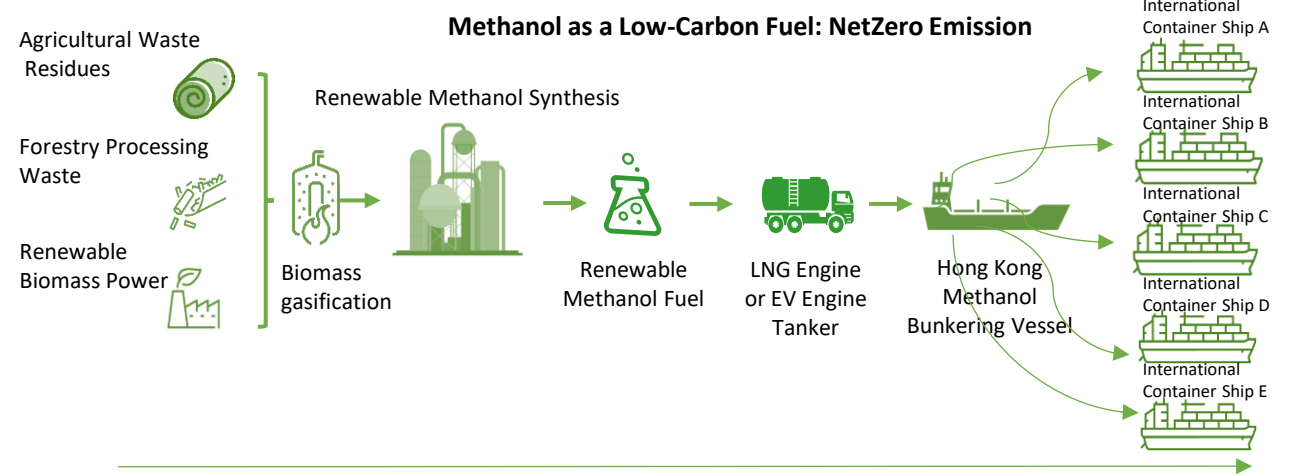 Methanol as a Low-Carbon Fuel: NetZero Emission
Agricultural Waste
Residues
Forestry Processing
Waste
Renewable
Biomass Power
Biomass
gasification
Renewable Methanol Synthesis
Renewable
Methanol Fuel
LNG Engine
or EV Engine
Tanker
Hong Kong
Methanol
Bunkering Vessel
International
Container Ship A
International
Container Ship B
International
Container Ship C
International
Container Ship D
International
Container Ship E